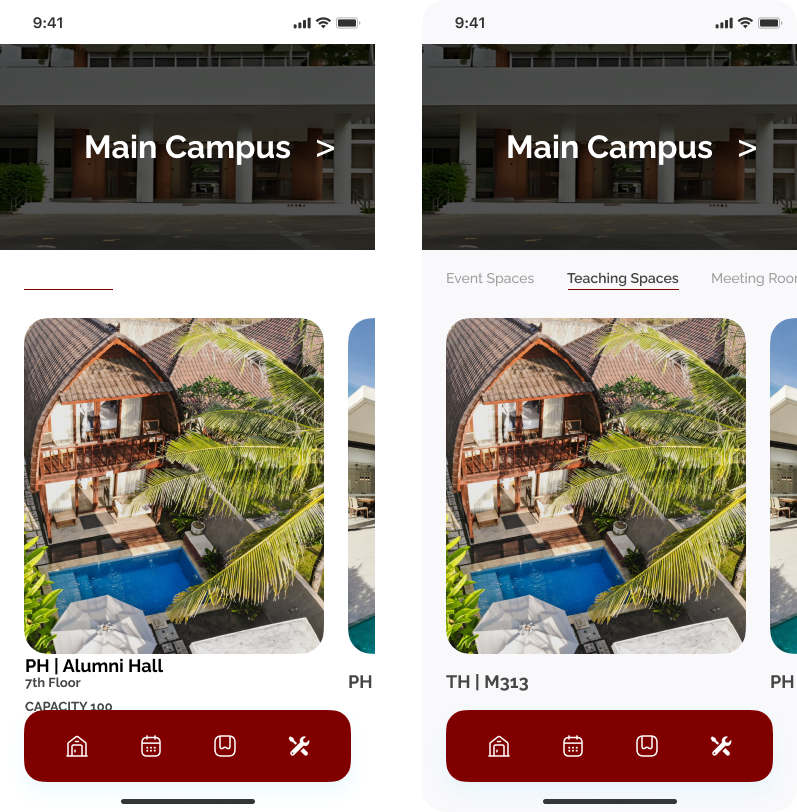 9:41
Main Campus >
PH | Alumni Hall
7th Floor
CAPACITY 100
PH
9:41
Main Campus >
Event Spaces Teaching Spaces Meeting Roo
TH | M313
PH